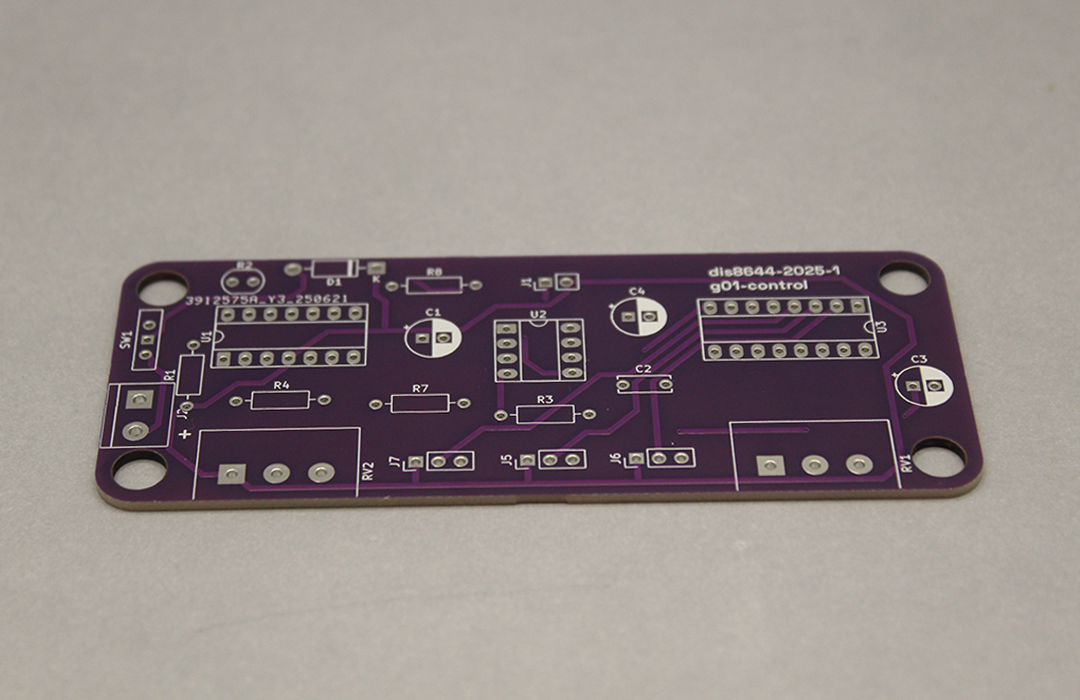 R2
D1
K
R8
J1
dis8644-2025-1
g01-control
3912575A_Y3_250621
C4
SW1
U1
C1
U2
U3
R1
R4
R7
R3
C2
C3
J2
+
RV2
J7
J5
J6
RV1